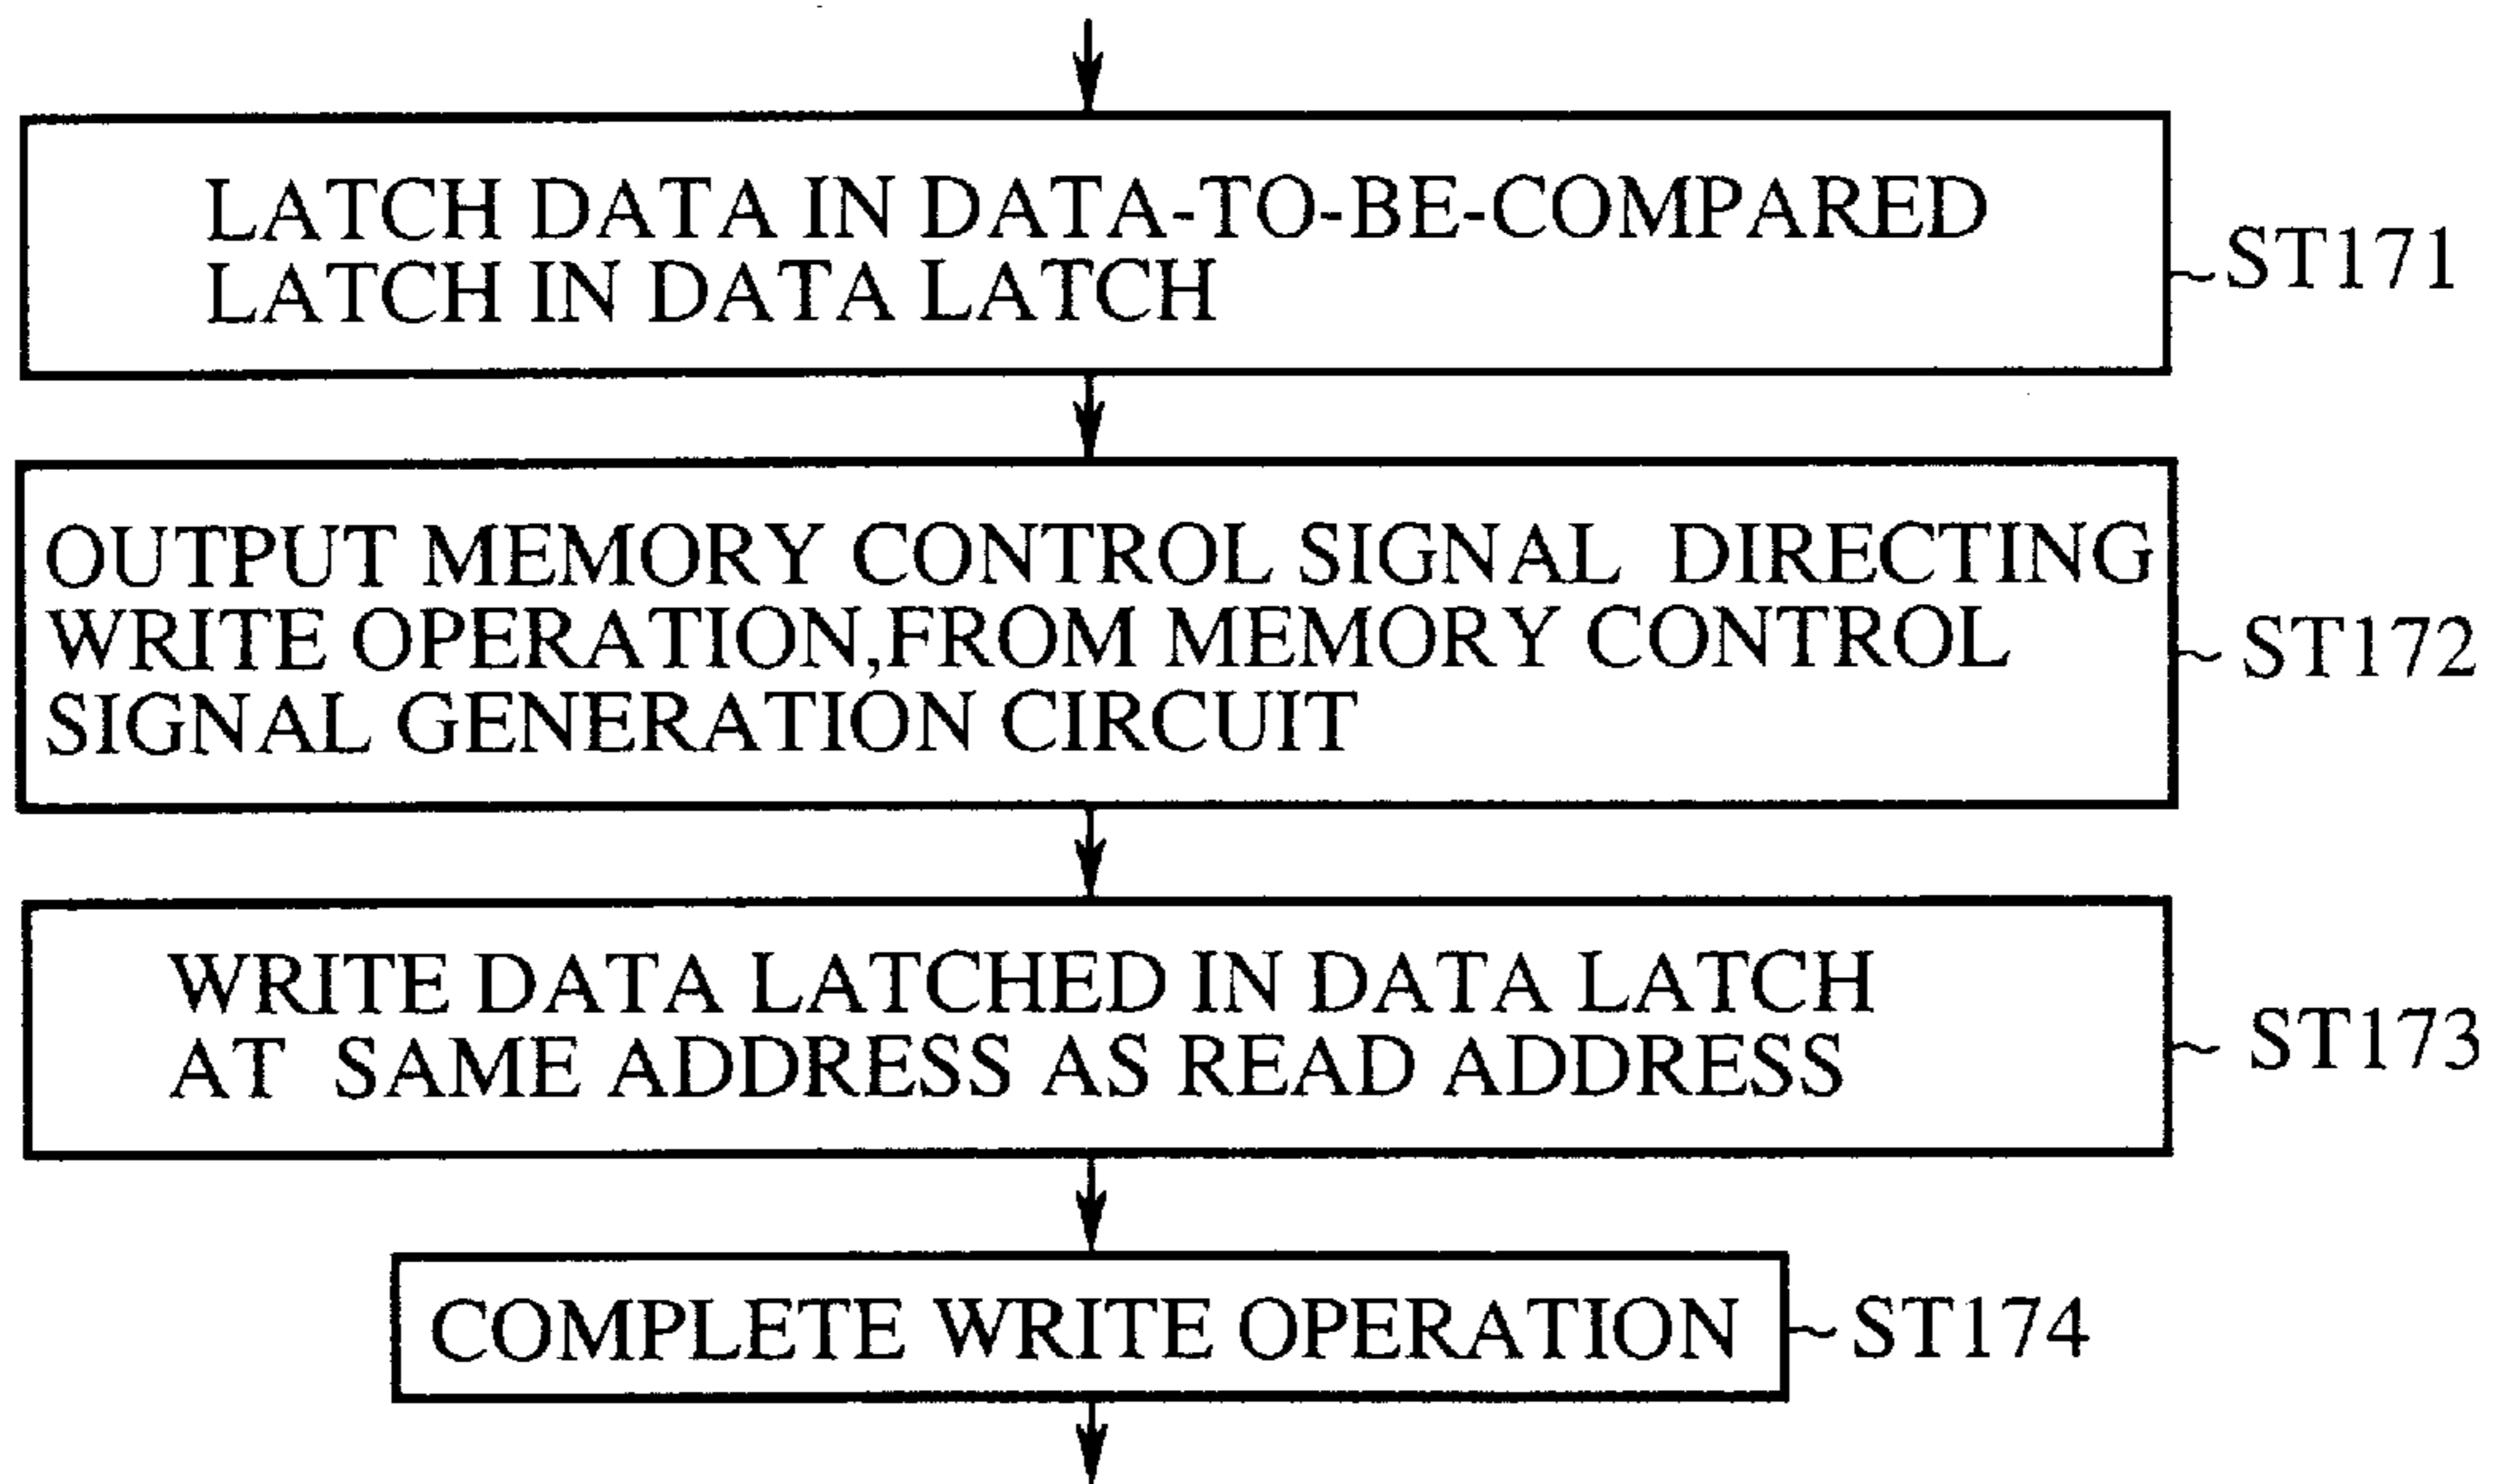 LATCH DATA IN DATA-TO-BE-COMPARED
LATCH IN DATA LATCH
ST171
OUTPUT MEMORY CONTROL SIGNAL DIRECTING
WRITE OPERATION,FROM MEMORY CONTROL
SIGNAL GENERATION CIRCUIT
ST172
WRITE DATA LATCHED IN DATA LATCH
AT SAME ADDRESS AS READ ADDRESS
ST173
COMPLETE WRITE OPERATION
ST174